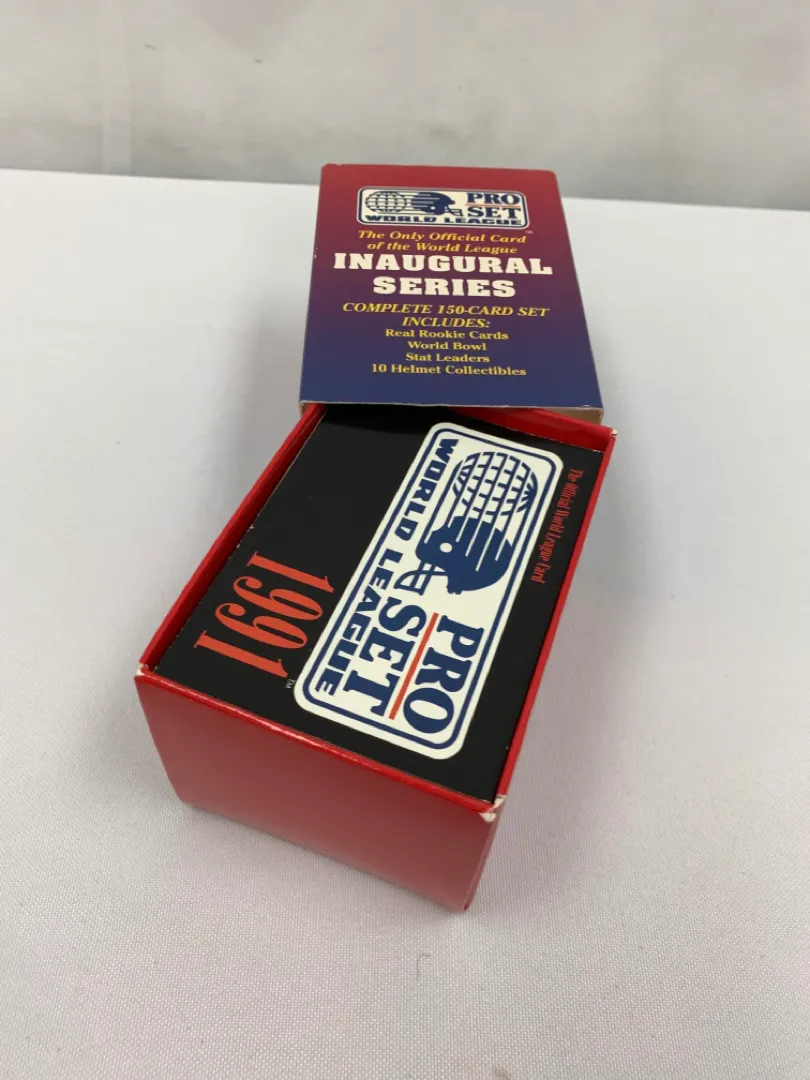 PRO
SET
WORLD LEAGUE
TM
The Only Official Card
of the World League
INAUGURAL
SERIES
COMPLETE 150-CARD SET
INCLUDES:
Real Rookie Cards
World Bowl
Stat Leaders
10 Helmet Collectibles
The Official World League Card
PRO
SET
WORLD LEAGUE
TM
1991